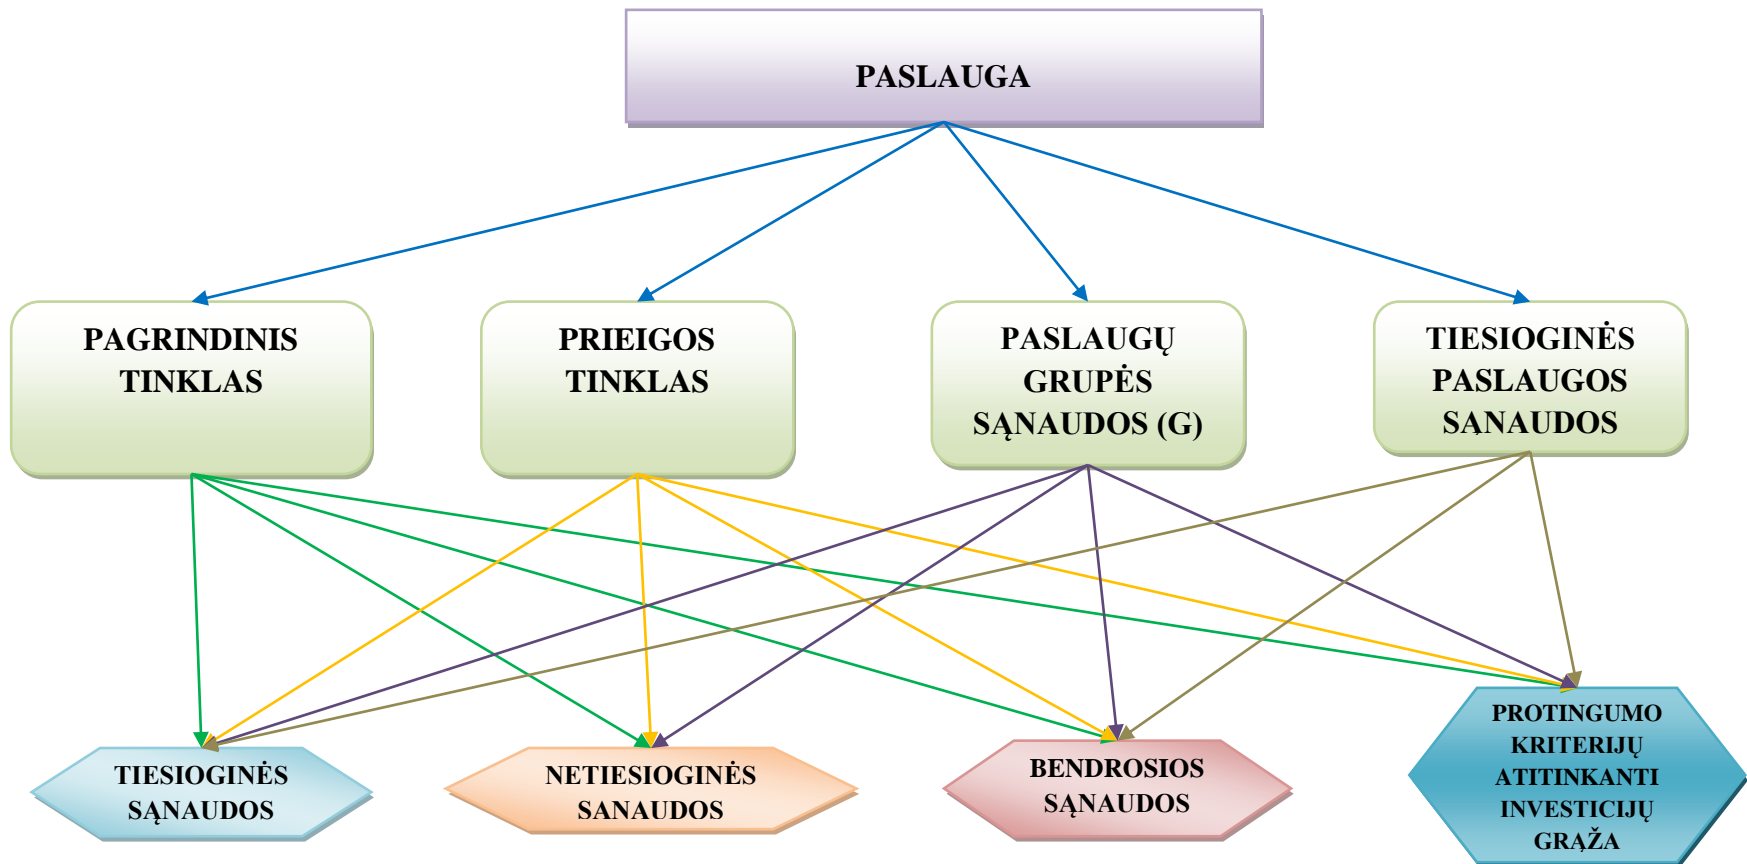 PASLAUGA
PAGRINDINIS
TINKLAS
PRIEIGOS
TINKLAS
PASLAUGŲ
GRUPĖS
SĄNAUDOS (G)
TIESIOGINĖS
PASLAUGOS
SĄNAUDOS
TIESIOGINĖS
SĄNAUDOS
NETIESIOGINĖS
SANAUDOS
BENDROSIOS
SĄNAUDOS
PROTINGUMO
KRITERIJŲ
ATITINKANTI
INVESTICIJŲ
GRĄŽA